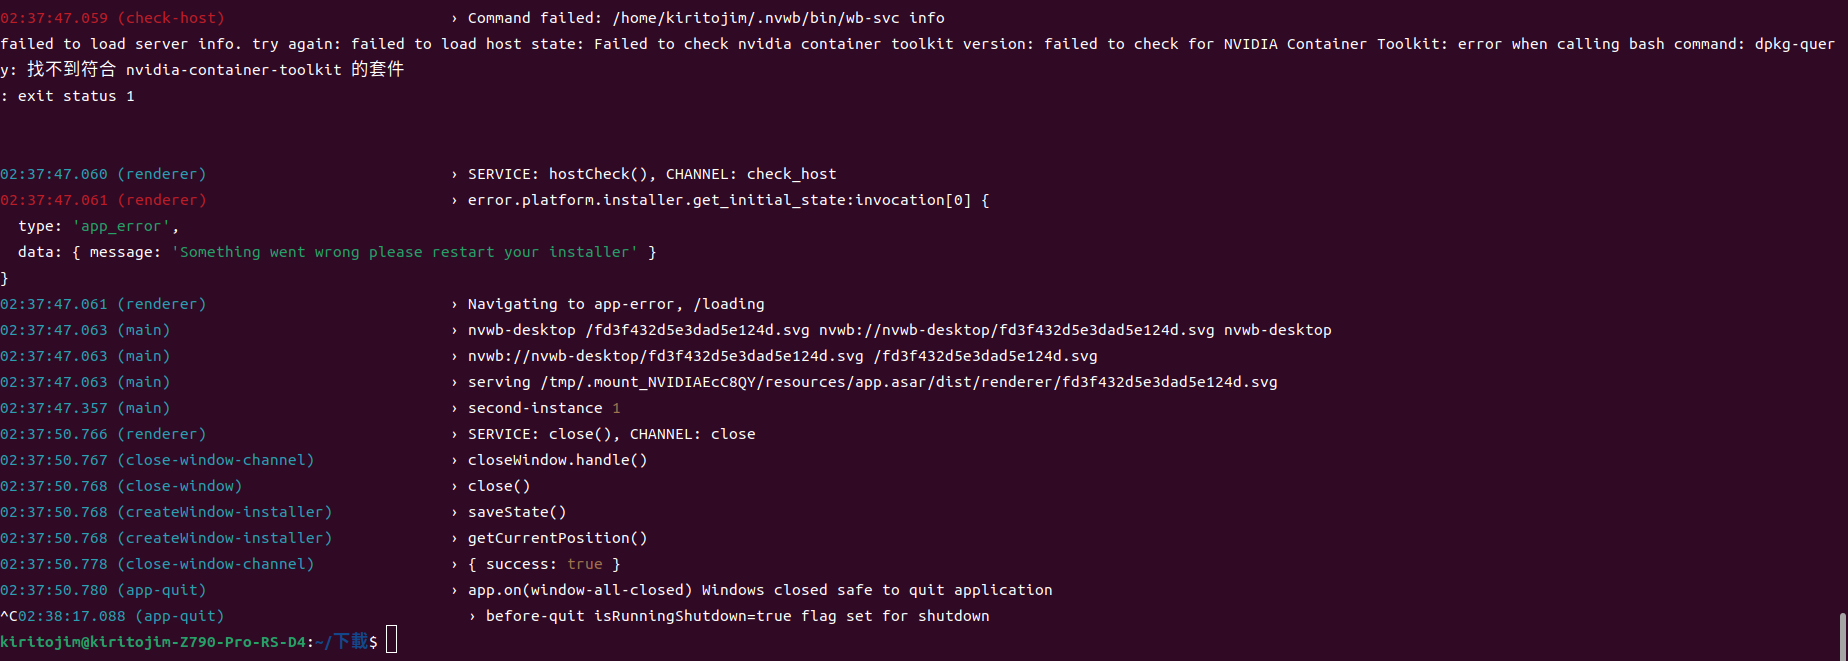 02:37:47.059 (check-host) › Command failed: /home/kiritojim/.nvwb/bin/wb-svc info
failed to load server info. try again: failed to load host state: Failed to check nvidia container toolkit version: failed to check for NVIDIA Container Toolkit: error when calling bash command: dpkg-quer
y: 找不到符合 nvidia-container-toolkit 的套件
: exit status 1
02:37:47.060 (renderer) › SERVICE: hostCheck(), CHANNEL: check_host
02:37:47.061 (renderer) › error.platform.installer.get_initial_state:invocation[0] {
type: 'app_error',
data: { message: 'Something went wrong please restart your installer' }
}
02:37:47.061 (renderer) › Navigating to app-error, /loading
02:37:47.063 (main) › nvwb-desktop /fd3f432d5e3dad5e124d.svg nvwb://nvwb-desktop/fd3f432d5e3dad5e124d.svg nvwb-desktop
02:37:47.063 (main) › nvwb://nvwb-desktop/fd3f432d5e3dad5e124d.svg /fd3f432d5e3dad5e124d.svg
02:37:47.063 (main) › serving /tmp/.mount_NVIDIAEcC8QY/resources/app.asar/dist/renderer/fd3f432d5e3dad5e124d.svg
02:37:47.357 (main) › second-instance 1
02:37:50.766 (renderer) › SERVICE: close(), CHANNEL: close
02:37:50.767 (close-window-channel) › closeWindow.handle()
02:37:50.768 (close-window) › close()
02:37:50.768 (createWindow-installer) › saveState()
02:37:50.768 (createWindow-installer) › getCurrentPosition()
02:37:50.778 (close-window-channel) › { success: true }
02:37:50.780 (app-quit) › app.on(window-all-closed) Windows closed safe to quit application
^C02:38:17.088 (app-quit) › before-quit isRunningShutdown=true flag set for shutdown
kiritojim@kiritojim-Z790-Pro-RS-D4:~/下載$